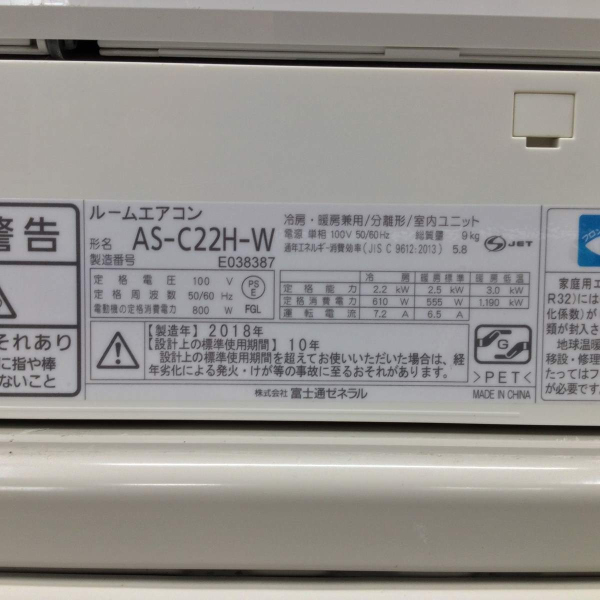 警告
それあり
に指や棒
ないこと
ルームエアコン
形名 AS-C22H-W
製造番号 E038387
冷房・暖房兼用/分離形/室内ユニット
電源 単相100V 50/60Hz 総質量 9kg
通年エネルギー消費効率(JIS C 9612:2013) 5.8
JET
定格電圧 100 V
定格周波数 50/60 Hz
電動機の定格消費電力 800 W
PS
E
FGL
冷房 暖房標準 暖房低温
定格能力 2.2 kW 2.5 kW 3.0 kW
定格消費電力 610 W 555 W 1,190 kW
運転電流 7.2 A 6.5 A
【製造年】2018年
【設計上の標準使用期間】10年
設計上の標準使用期間を超えてお使いいただいた場合は、経
年劣化による発火・けが等の事故に至るおそれがあります。
G
>PET<
MADE IN CHINA
株式会社 富士通ゼネラル
フロン
家庭用エ
R32)には
化係数)が
類が封入さ
地球温暖
移設・修理
たってはフ
が必要です。